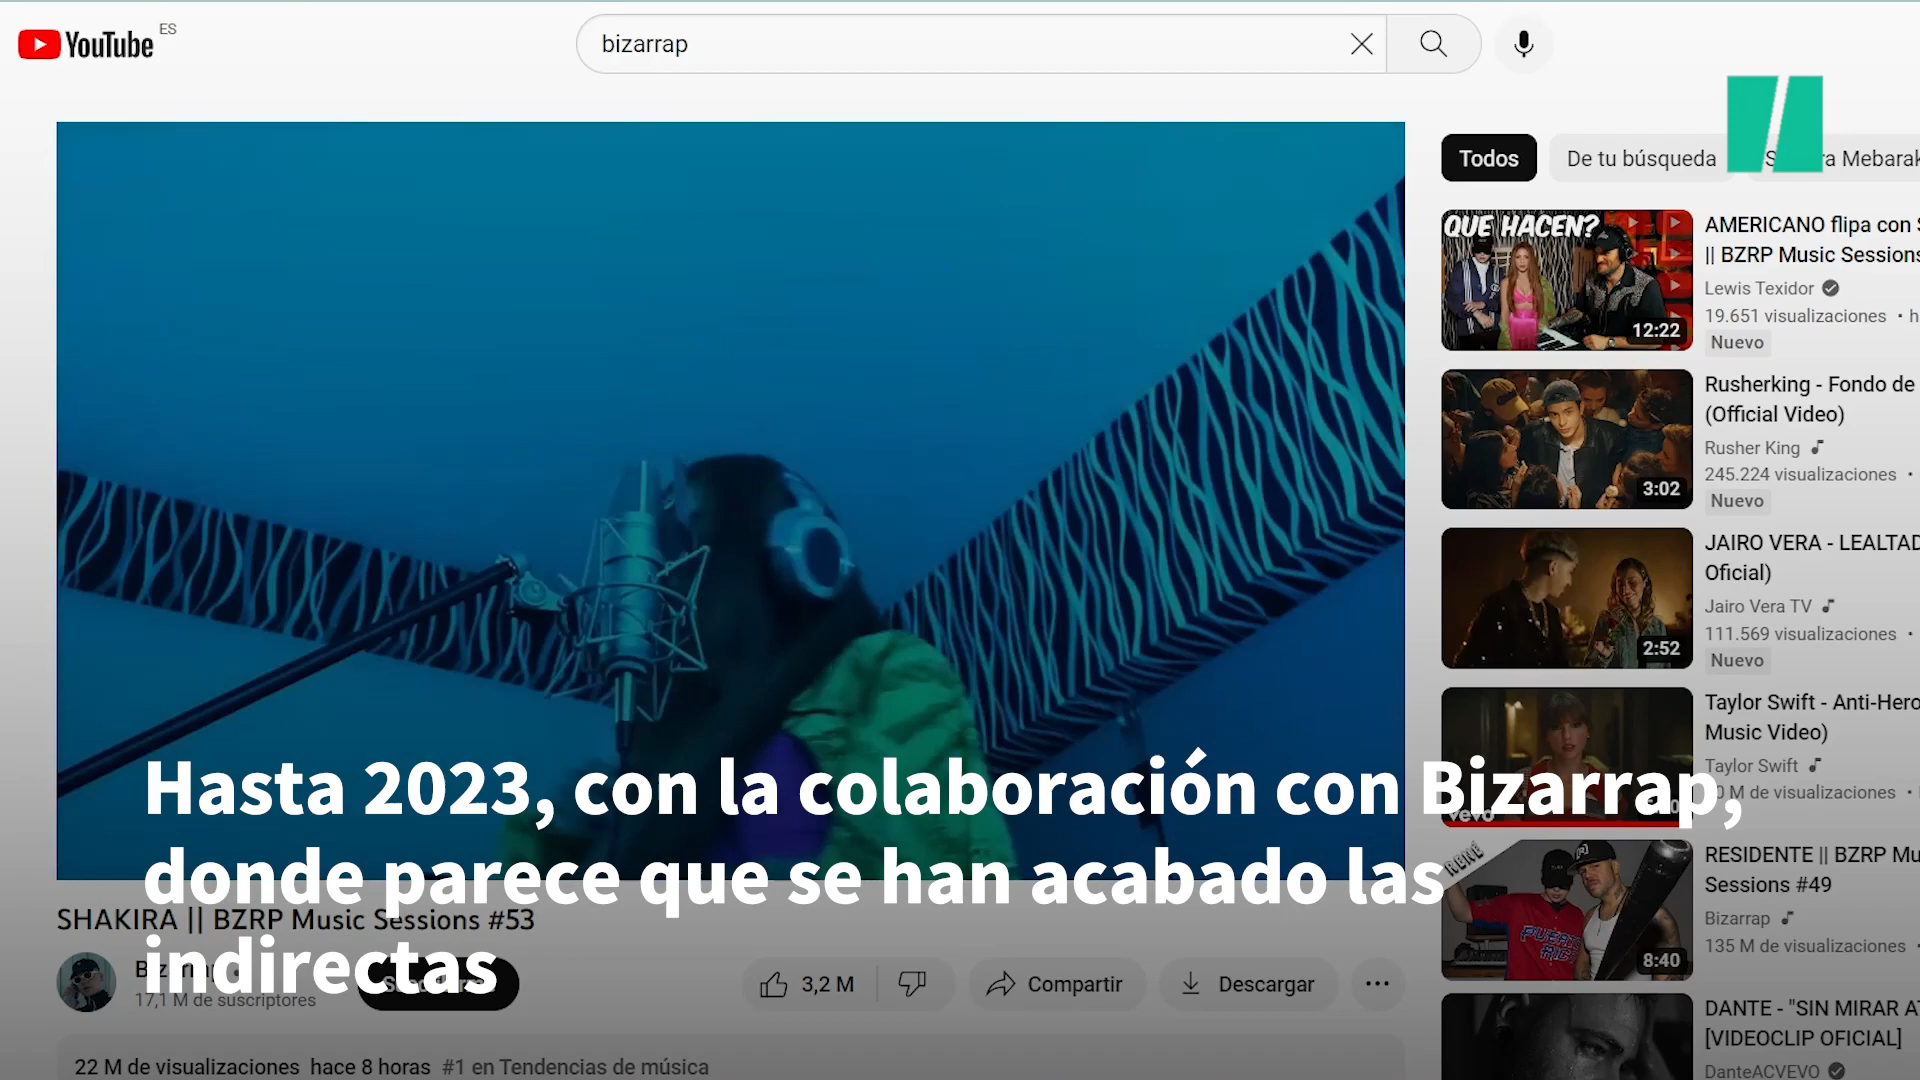 YouTube ES
bizarrap
Todos
De tu búsqueda
QUE HACEN?
12:22
AMERICANO flipa con
|| BZRP Music Sessions
Lewis Texidor
19.651 visualizaciones •
Nuevo
3:02
Rusherking - Fondo de
(Official Video)
Rusher King
245.224 visualizaciones •
Nuevo
2:52
JAIRO VERA - LEALTAD
Oficial)
Jairo Vera TV
111.569 visualizaciones •
Nuevo
Taylor Swift - Anti-Hero
Music Video)
Taylor Swift
M de visualizaciones •
vevo
Hasta 2023, con la colaboración con Bizarrap,
donde parece que se han acabado las
indirectas
RENÉ
8:40
RESIDENTE || BZRP Mu
Sessions #49
Bizarrap
135 M de visualizaciones
SHAKIRA || BZRP Music Sessions #53
17,1 M de suscriptores
3,2 M
Compartir
Descargar
22 M de visualizaciones hace 8 horas #1 en Tendencias de música
DANTE - "SIN MIRAR AT
[VIDEOCLIP OFICIAL]
DanteACVEVO